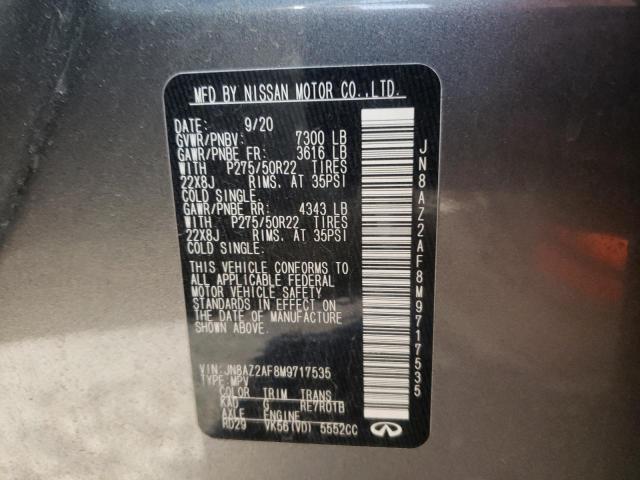 MFD BY NISSAN MOTOR CO.,LTD.
DATE: 9/20
GVWR/PNBV: 7300 LB
GAWR/PNBE FR: 3616 LB
WITH P275/50R22 TIRES
22X8J RIMS. AT 35PSI
COLD SINGLE.
GAWR/PNBE RR: 4343 LB
WITH P275/50R22 TIRES
22X8J RIMS. AT 35PSI
COLD SINGLE.
THIS VEHICLE CONFORMS TO
ALL APPLICABLE FEDERAL
MOTOR VEHICLE SAFETY
STANDARDS IN EFFECT ON
THE DATE OF MANUFACTURE
SHOWN ABOVE.
VIN: JN8AZ2AF8M9717535
TYPE: MPV
COLOR TRIM TRANS
KAD G RE7R0TB
AXLE ENGINE
RD29 VK56(VD) 5552CC
JN8AZ2AF8M9717535